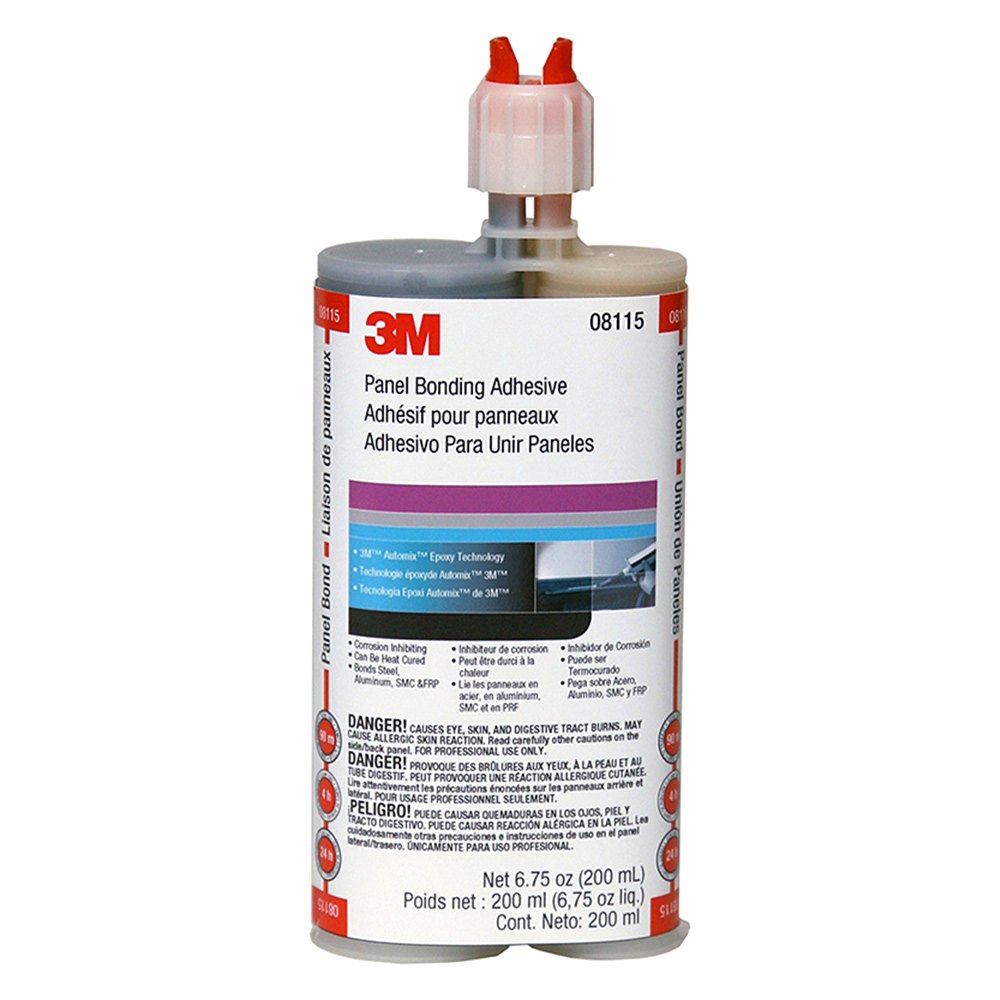 08115
3M
Panel Bonding Adhesive
Adhésif pour panneaux
Adhesivo Para Unir Paneles
• 3M™ Automix™ Epoxy Technology
• Technologie époxyde Automix™ 3M™
• Tecnología Epoxi Automix™ de 3M™
• Corrosion Inhibiting
• Can Be Heat Cured
• Bonds Steel,
Aluminum, SMC &FRP
• Inhibiteur de corrosion
• Peut être durci à la
chaleur
• Lie les panneaux en
acier, en aluminium,
SMC et en PRF
• Inhibidor de Corrosión
• Puede ser
Termocurado
• Pega sobre Acero,
Aluminio, SMC y FRP
DANGER! CAUSES EYE, SKIN, AND DIGESTIVE TRACT BURNS. MAY
CAUSE ALLERGIC SKIN REACTION. Read carefully other cautions on the
side/back panel. FOR PROFESSIONAL USE ONLY.
DANGER! PROVOQUE DES BRÛLURES AUX YEUX, À LA PEAU ET AU
TUBE DIGESTIF. PEUT PROVOQUER UNE RÉACTION ALLERGIQUE CUTANÉE.
Lire attentivement les précautions énoncées sur les panneaux arrière et
latéral. POUR USAGE PROFESSIONNEL SEULEMENT.
¡PELIGRO! PUEDE CAUSAR QUEMADURAS EN LOS OJOS, PIEL Y
TRACTO DIGESTIVO. PUEDE CAUSAR REACCIÓN ALÉRGICA EN LA PIEL. Lea
cuidadosamente otras precauciones e instrucciones de uso en el panel
lateral/trasero. ÚNICAMENTE PARA USO PROFESIONAL.
Net 6.75 oz (200 mL)
Poids net : 200 ml (6,75 oz liq.)
Cont. Neto: 200 ml
08115
Panel Bond ■ Liaison de panneaux
90 m
4 h
24 h
08115
0811
Panel Bond ■ Unión de Paneles
90 m
4 h
24 h
08115